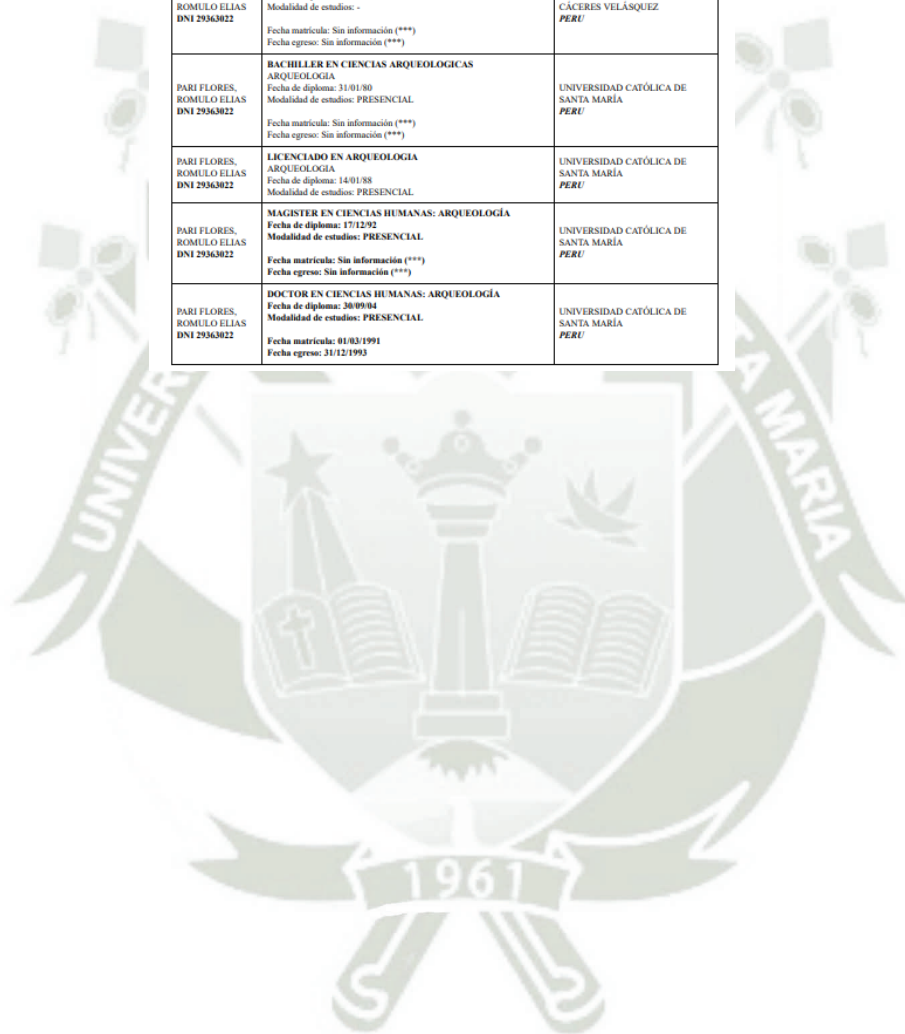 ROMULO ELIAS
DNI 29363022
Modalidad de estudios: -
Fecha matrícula: Sin información (***)
Fecha egreso: Sin información (***)
CÁCERES VELÁSQUEZ
PERU
PARI FLORES,
ROMULO ELIAS
DNI 29363022
BACHILLER EN CIENCIAS ARQUEOLOGICAS
ARQUEOLOGIA
Fecha de diploma: 31/01/80
Modalidad de estudios: PRESENCIAL
Fecha matrícula: Sin información (***)
Fecha egreso: Sin información (***)
UNIVERSIDAD CATÓLICA DE
SANTA MARÍA
PERU
PARI FLORES,
ROMULO ELIAS
DNI 29363022
LICENCIADO EN ARQUEOLOGIA
ARQUEOLOGIA
Fecha de diploma: 14/01/88
Modalidad de estudios: PRESENCIAL
UNIVERSIDAD CATÓLICA DE
SANTA MARÍA
PERU
PARI FLORES,
ROMULO ELIAS
DNI 29363022
MAGISTER EN CIENCIAS HUMANAS: ARQUEOLOGÍA
Fecha de diploma: 17/12/92
Modalidad de estudios: PRESENCIAL
Fecha matrícula: Sin información (***)
Fecha egreso: Sin información (***)
UNIVERSIDAD CATÓLICA DE
SANTA MARÍA
PERU
PARI FLORES,
ROMULO ELIAS
DNI 29363022
DOCTOR EN CIENCIAS HUMANAS: ARQUEOLOGÍA
Fecha de diploma: 30/09/04
Modalidad de estudios: PRESENCIAL
Fecha matrícula: 01/03/1991
Fecha egreso: 31/12/1993
UNIVERSIDAD CATÓLICA DE
SANTA MARÍA
PERU
UNIVER
TA MARIA
1961